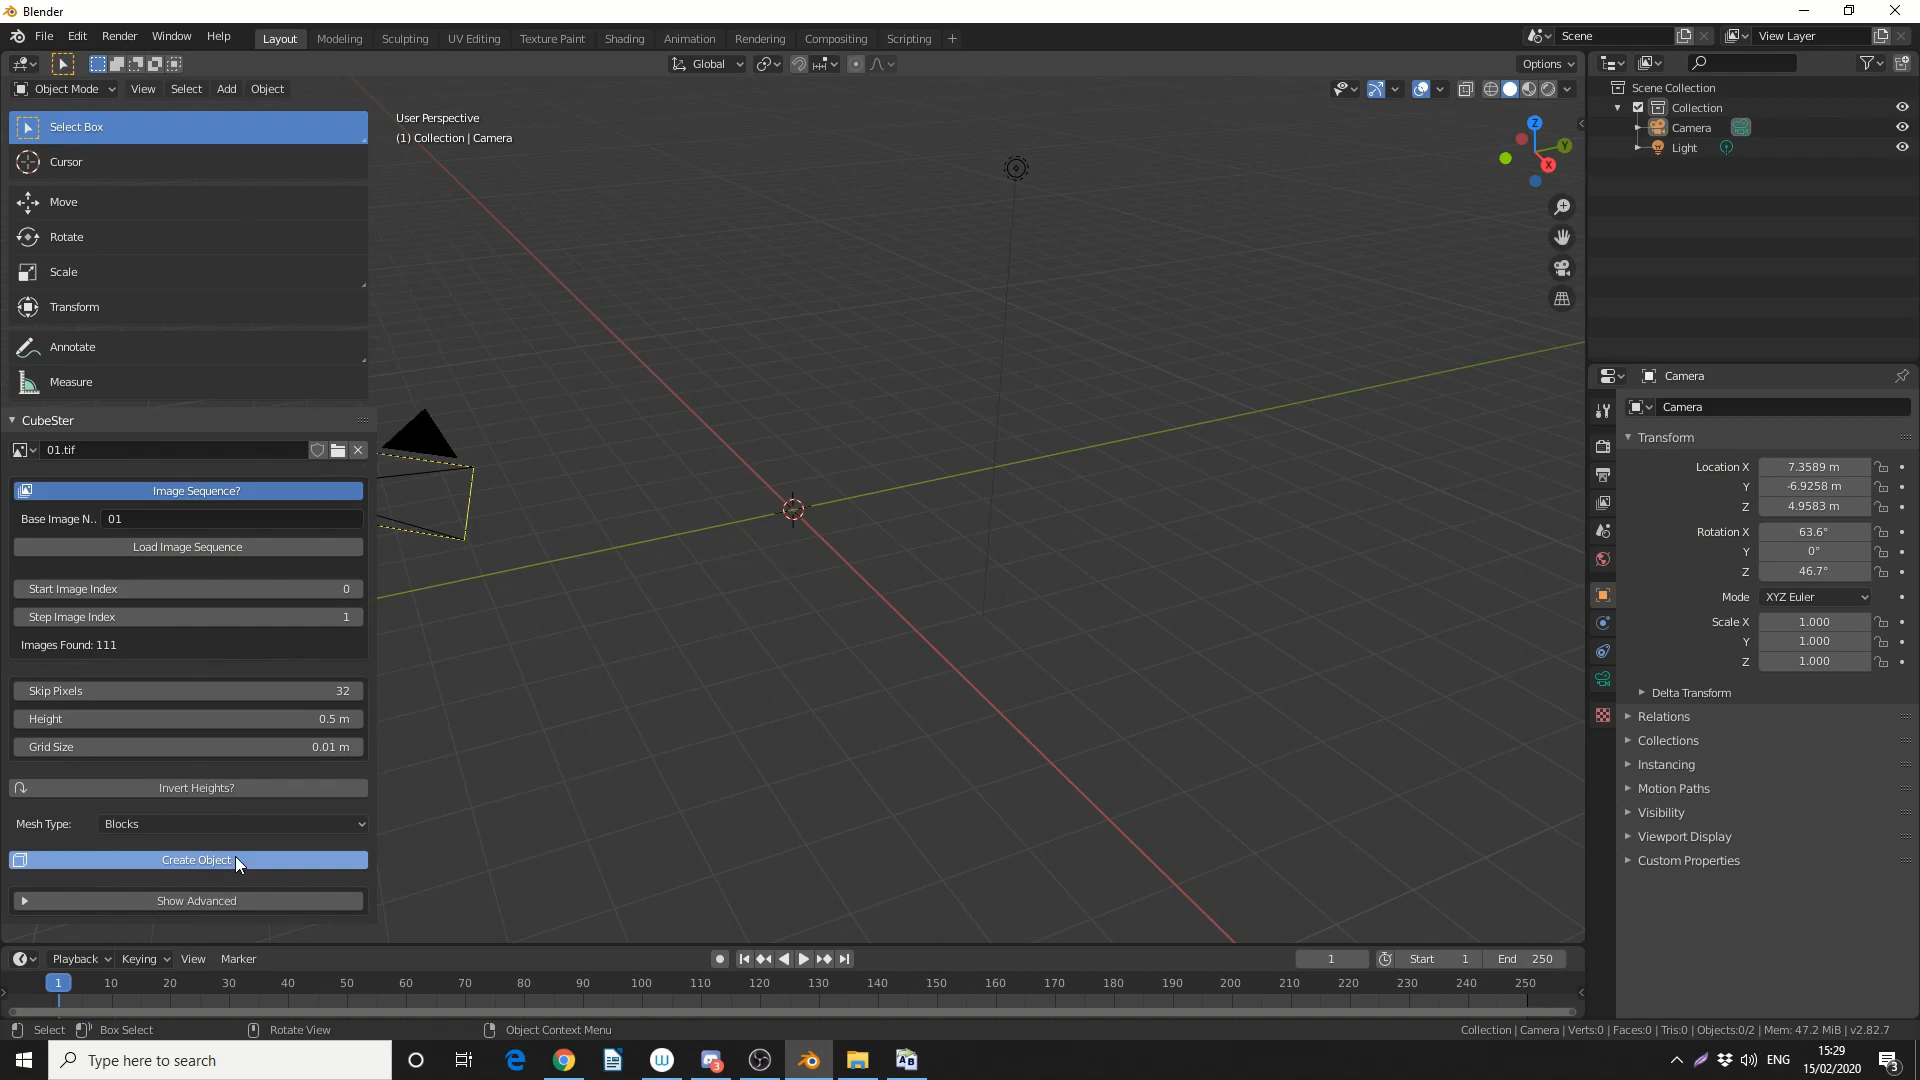 Blender
File Edit Render Window Help
Layout Modeling Sculpting UV Editing Texture Paint Shading Animation Rendering Compositing Scripting +
Scene
View Layer
Global
Options
Object Mode View Select Add Object
Select Box
Cursor
Move
Rotate
Scale
Transform
Annotate
Measure
CubeSter
01.tif
Image Sequence?
Base Image N.. 01
Load Image Sequence
Start Image Index 0
Step Image Index 1
Images Found: 111
Skip Pixels 32
Height 0.5 m
Grid Size 0.01 m
Invert Heights?
Mesh Type: Blocks
Create Object
Show Advanced
User Perspective
(1) Collection | Camera
Z
Y
X
Scene Collection
Collection
Camera
Light
Camera
Camera
Transform
Location X 7.3589 m
Y -6.9258 m
Z 4.9583 m
Rotation X 63.6°
Y 0°
Z 46.7°
Mode XYZ Euler
Scale X 1.000
Y 1.000
Z 1.000
Delta Transform
Relations
Collections
Instancing
Motion Paths
Visibility
Viewport Display
Custom Properties
Playback Keying View Marker
1 Start 1 End 250
1 10 20 30 40 50 60 70 80 90 100 110 120 130 140 150 160 170 180 190 200 210 220 230 240 250
Select Box Select Rotate View Object Context Menu
Collection | Camera | Verts:0 | Faces:0 | Tris:0 | Objects:0/2 | Mem: 47.2 MiB | v2.82.7
Type here to search
W
3
AB
ENG
15:29
15/02/2020
3